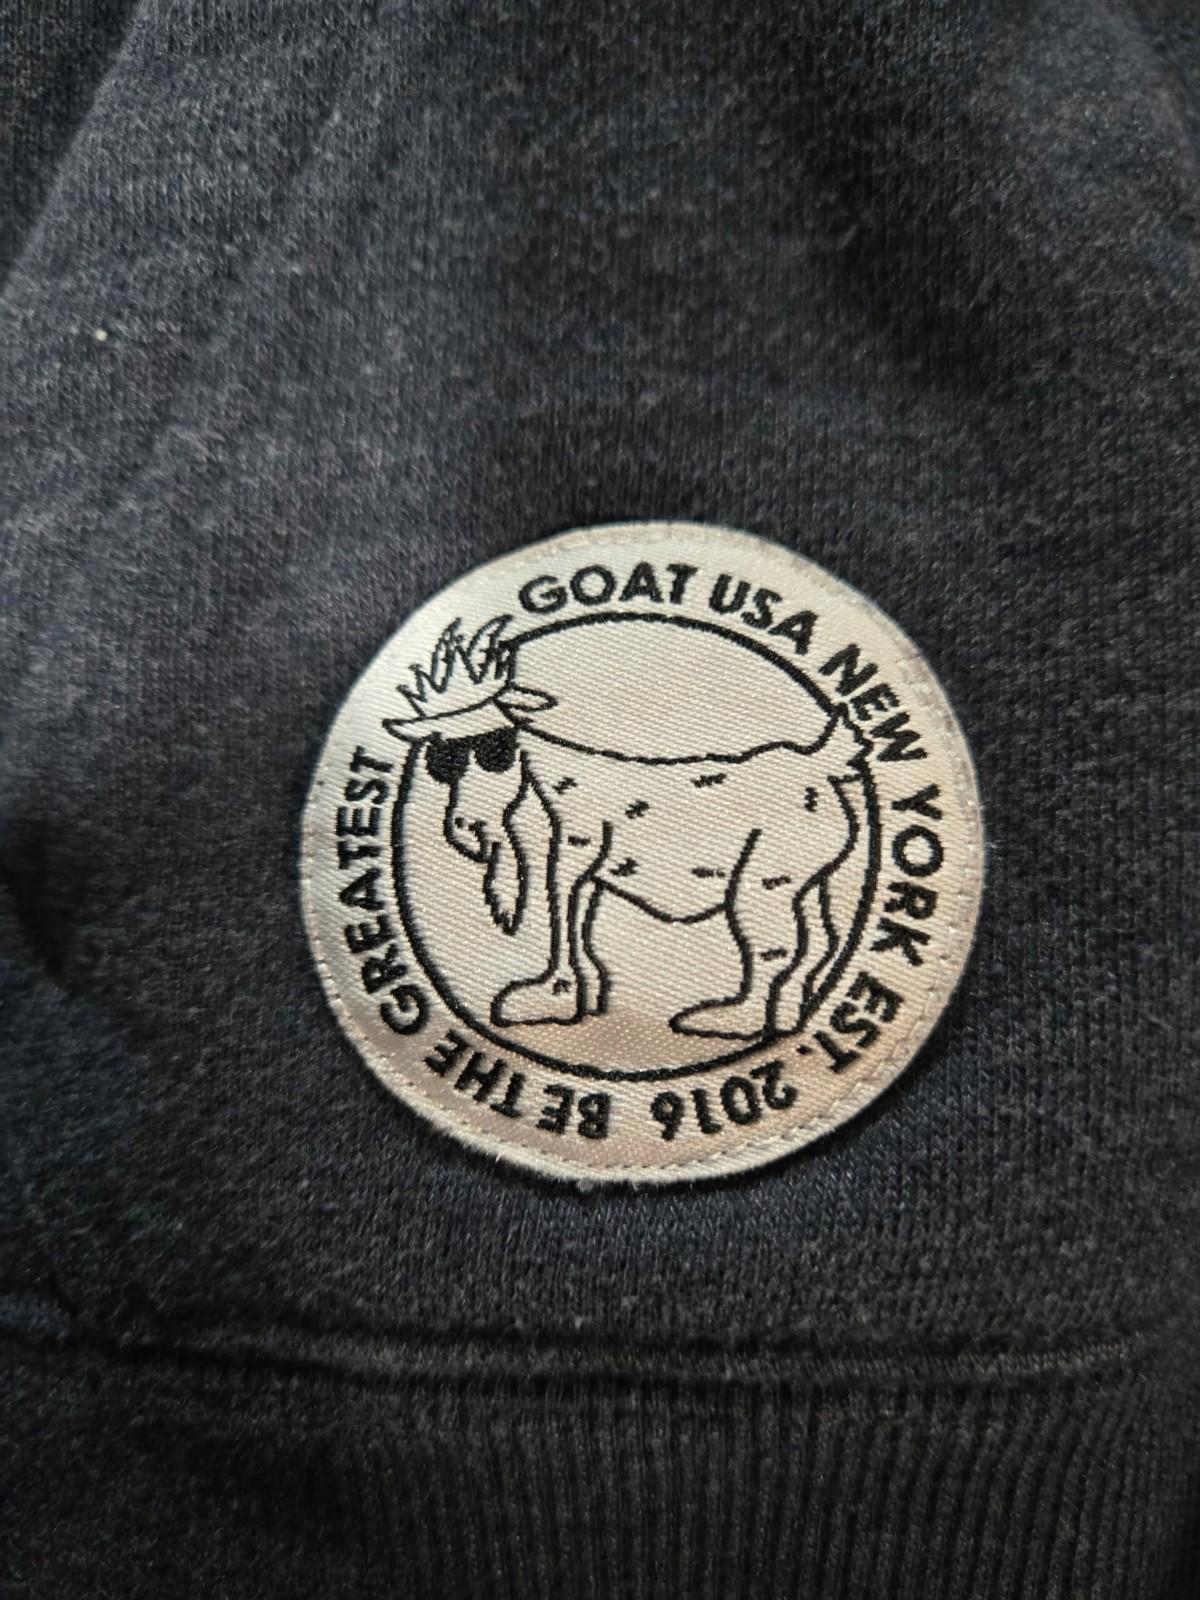 GOAT USA NEW YORK EST. 2016 BE THE GREATEST